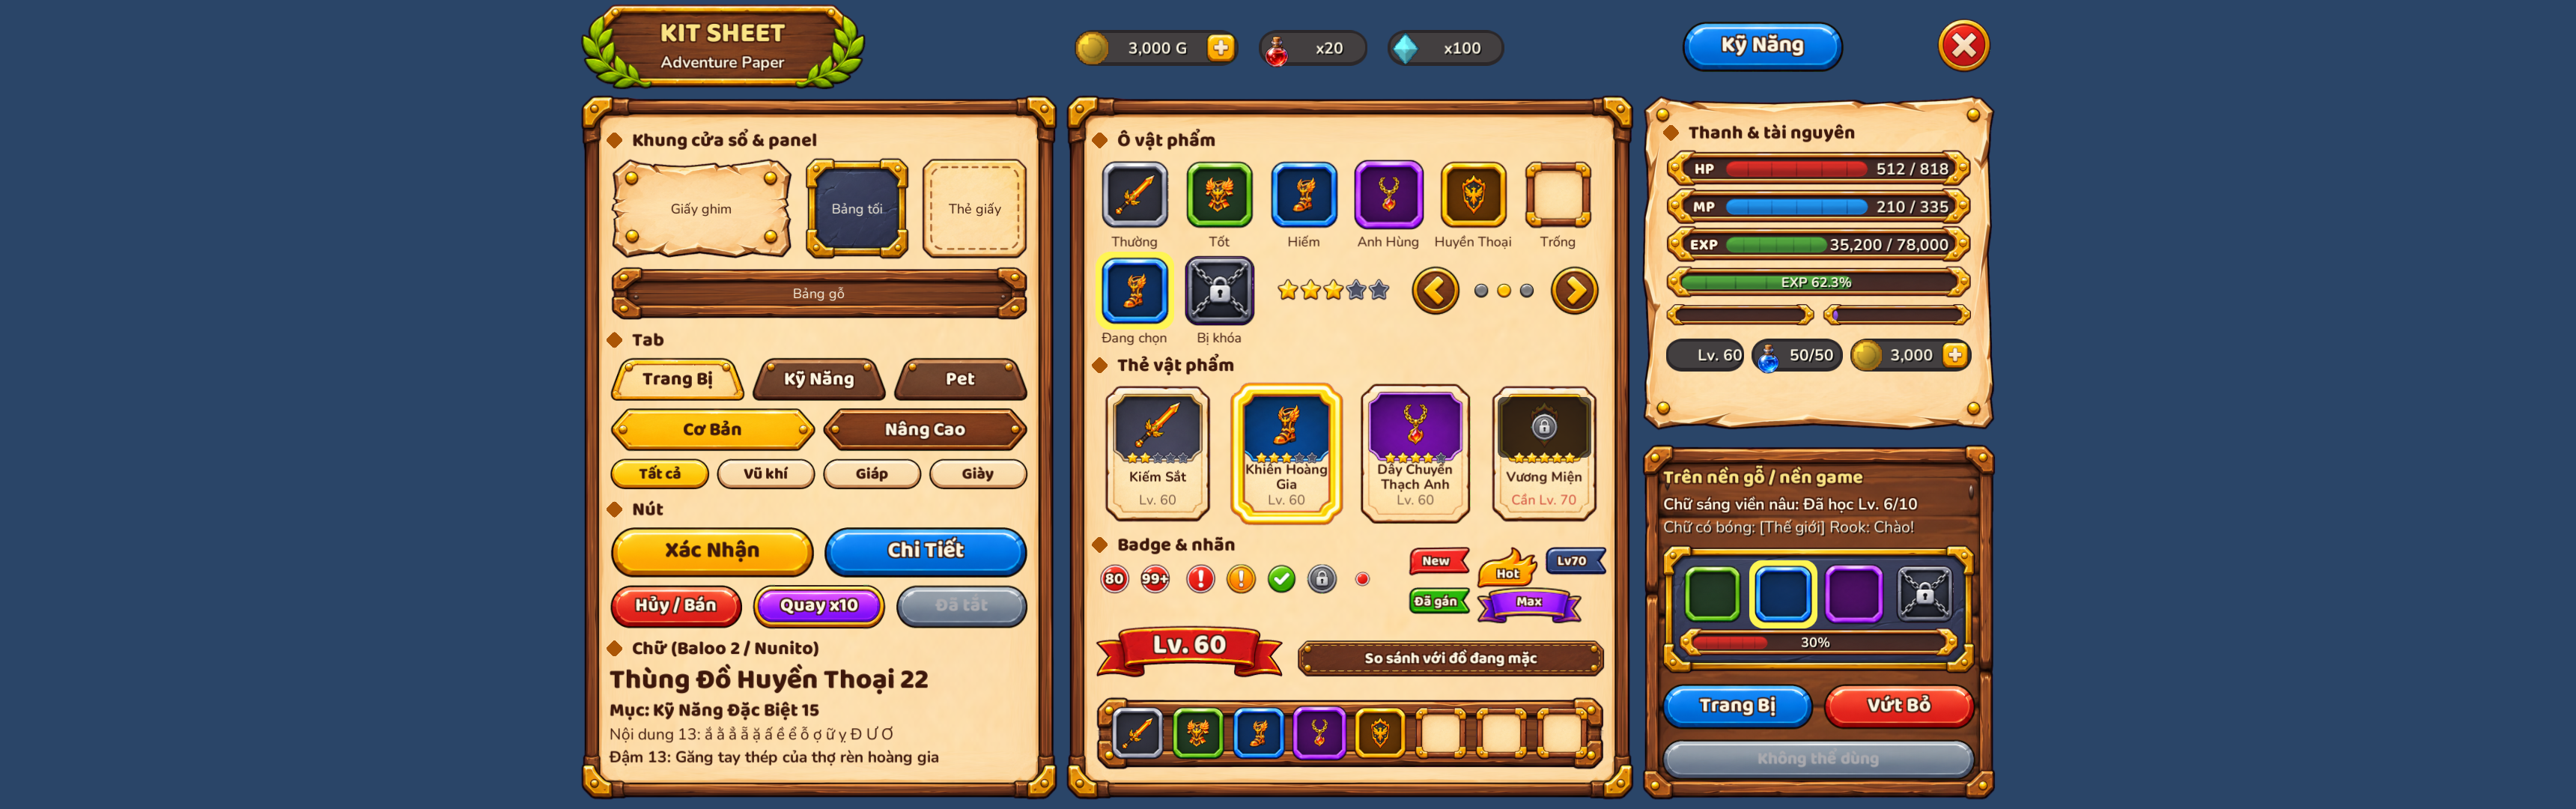 KIT SHEET
Adventure Paper
3,000 G
x20
x100
Kỹ Năng
Khung cửa sổ & panel
Giấy ghim
Bảng tối
Thẻ giấy
Bảng gỗ
Tab
Trang Bị
Kỹ Năng
Pet
Cơ Bản
Nâng Cao
Tất cả
Vũ khí
Giáp
Giày
Nút
Xác Nhận
Chi Tiết
Hủy / Bán
Quay x10
Đã tắt
Chữ (Baloo 2 / Nunito)
Thùng Đồ Huyền Thoại 22
Mục: Kỹ Năng Đặc Biệt 15
Nội dung 13: ắ ằ ẳ ẵ ặ ấ ề ể ỗ ợ ữ ỵ Đ Ư Ơ
Đậm 13: Găng tay thép của thợ rèn hoàng gia
Ô vật phẩm
Thường
Tốt
Hiếm
Anh Hùng
Huyền Thoại
Trống
Đang chọn
Bị khóa
Thẻ vật phẩm
Kiếm Sắt
Lv. 60
Khiên Hoàng
Gia
Lv. 60
Dây Chuyền
Thạch Anh
Lv. 60
Vương Miện
Cần Lv. 70
Badge & nhãn
80
99+
New
Hot
Lv70
Đã gán
Max
Lv. 60
So sánh với đồ đang mặc
Thanh & tài nguyên
HP
512 / 818
MP
210 / 335
EXP
35,200 / 78,000
EXP 62.3%
Lv. 60
50/50
3,000
Trên nền gỗ / nền game
Chữ sáng viền nâu: Đã học Lv. 6/10
Chữ có bóng: [Thế giới] Rook: Chào!
30%
Trang Bị
Vứt Bỏ
Không thể dùng